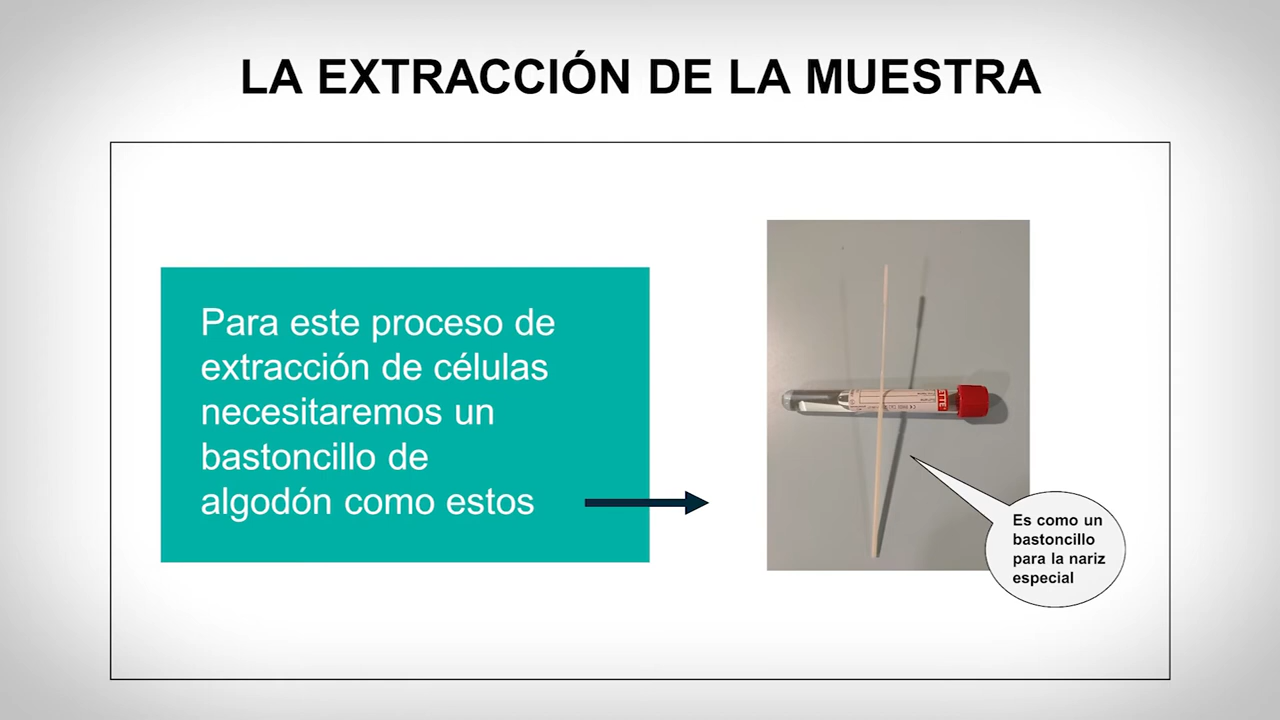 LA EXTRACCIÓN DE LA MUESTRA
Para este proceso de
extracción de células
necesitaremos un
bastoncillo de
algodón como estos
Es como un
bastoncillo
para la nariz
especial